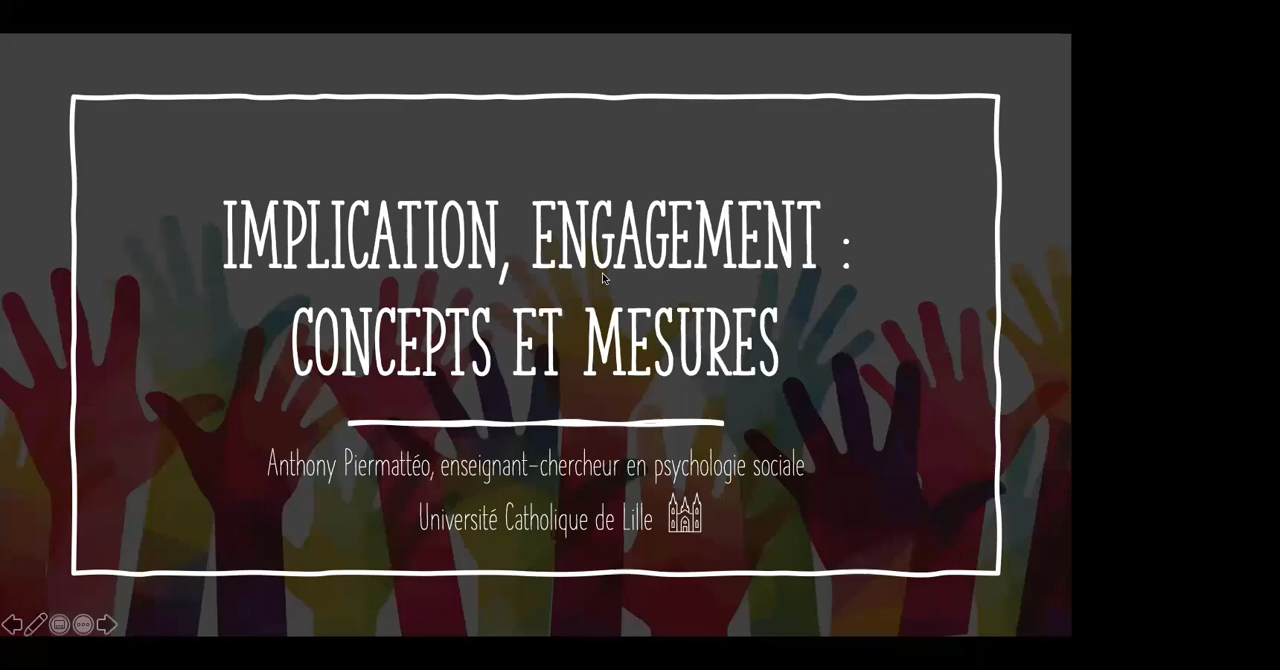 IMPLICATION, ENGAGEMENT :
CONCEPTS ET MESURES
Anthony Piermattéo, enseignant-chercheur en psychologie sociale
Université Catholique de Lille